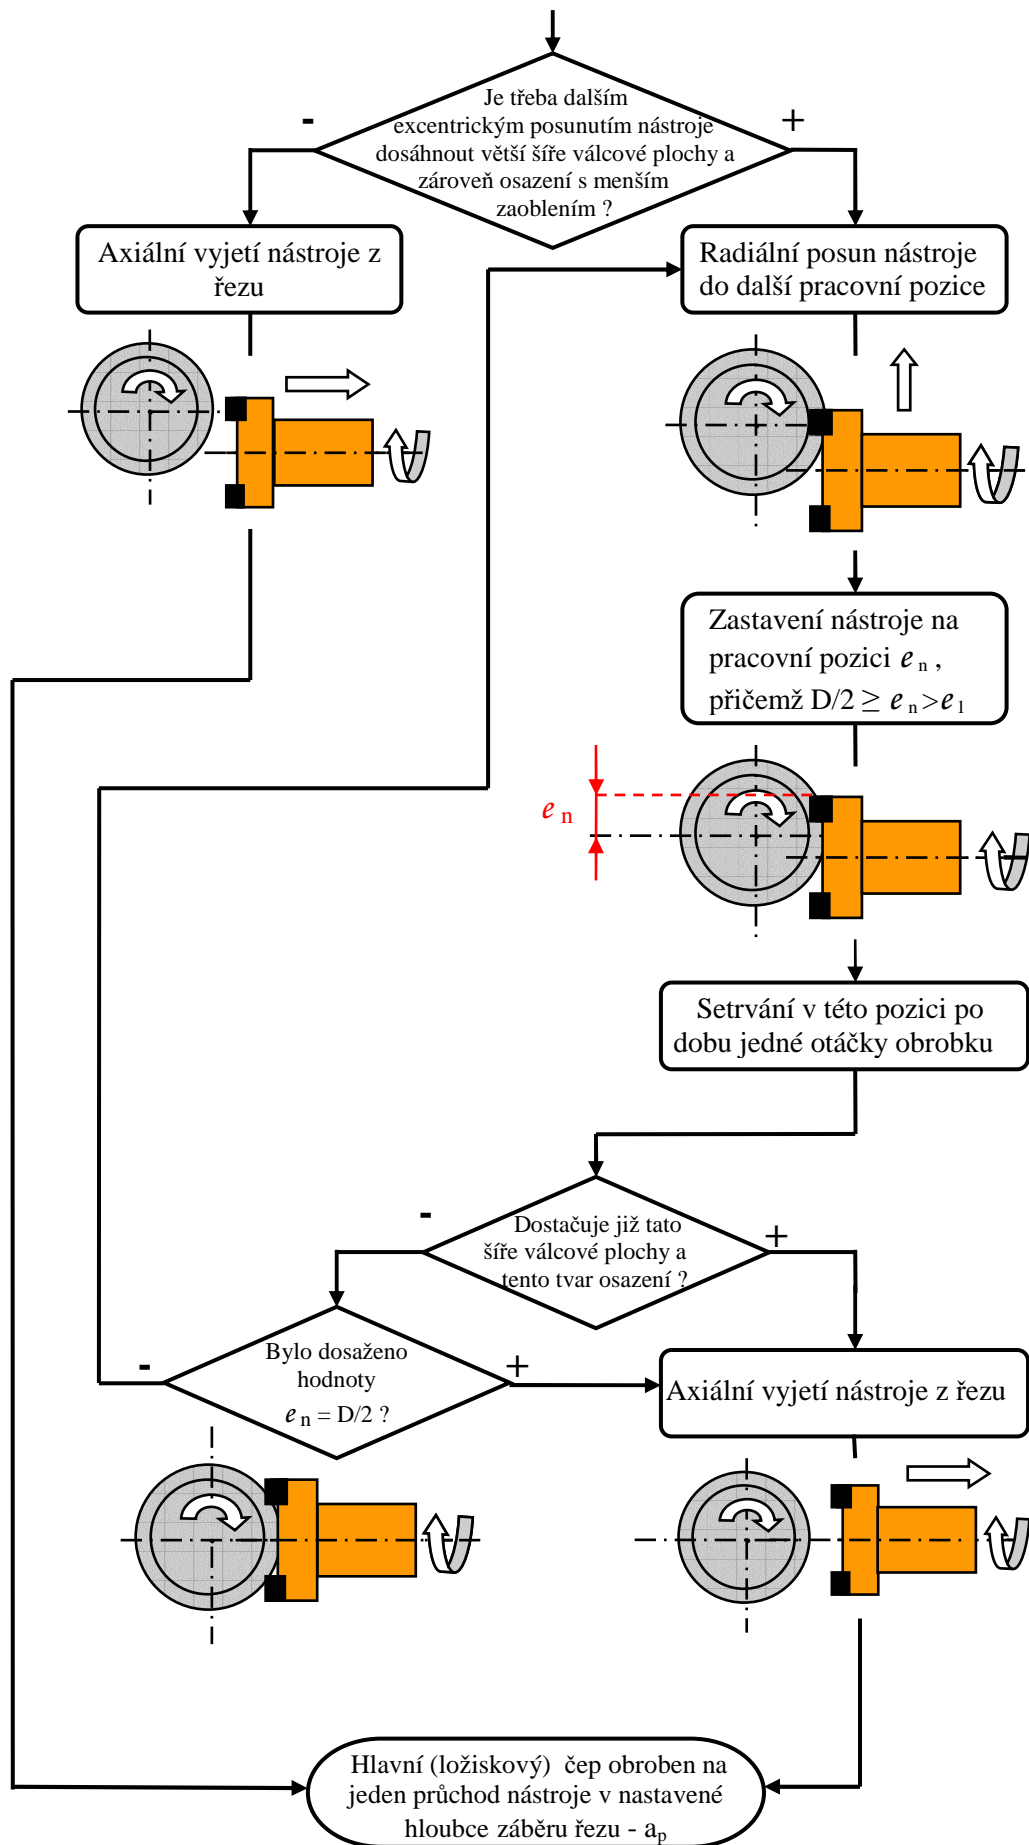 Je třeba dalším
excentrickým posunutím nástroje
dosáhnout větší šíře válcové plochy a
zároveň osazení s menším
zaoblením ?
-
+
Axiální vyjetí nástroje z
řezu
Radiální posun nástroje
do další pracovní pozice
Zastavení nástroje na
pracovní pozici e n ,
přičemž D/2 ≥ e n > e 1
e n
Setrvání v této pozici po
dobu jedné otáčky obrobku
-
+
Dostačuje již tato
šíře válcové plochy a
tento tvar osazení ?
-
+
Bylo dosaženo
hodnoty
e n = D/2 ?
Axiální vyjetí nástroje z řezu
Hlavní (ložiskový) čep obroben na
jeden průchod nástroje v nastavené
hloubce záběru řezu - ap